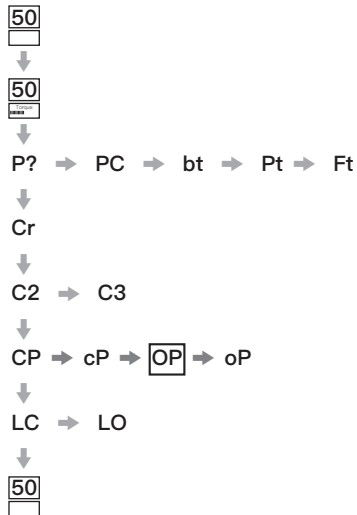 50
50
Torque
P? PC bt Pt Ft
Cr
C2 C3
CP cP OP oP
LC LO
50